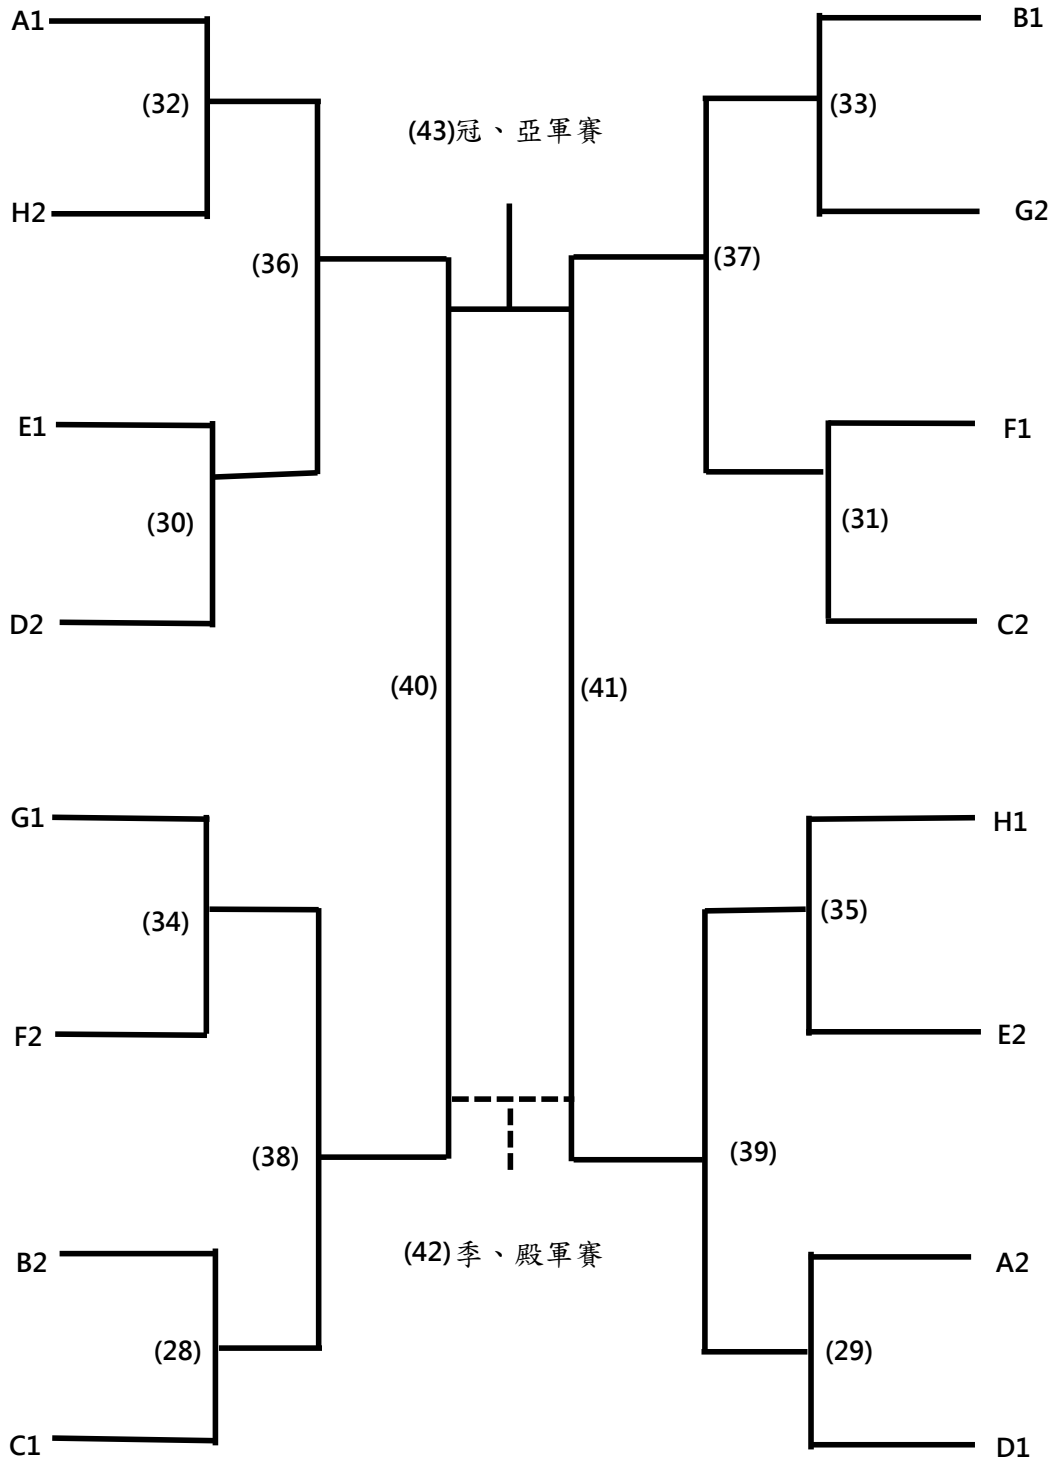 A1
B1
(32)
(33)
(43)冠、亞軍賽
H2
G2
(36)
(37)
E1
F1
(30)
(31)
D2
C2
(40)
(41)
G1
H1
(34)
(35)
F2
E2
(38)
(39)
B2
(42)季、殿軍賽
A2
(28)
(29)
C1
D1